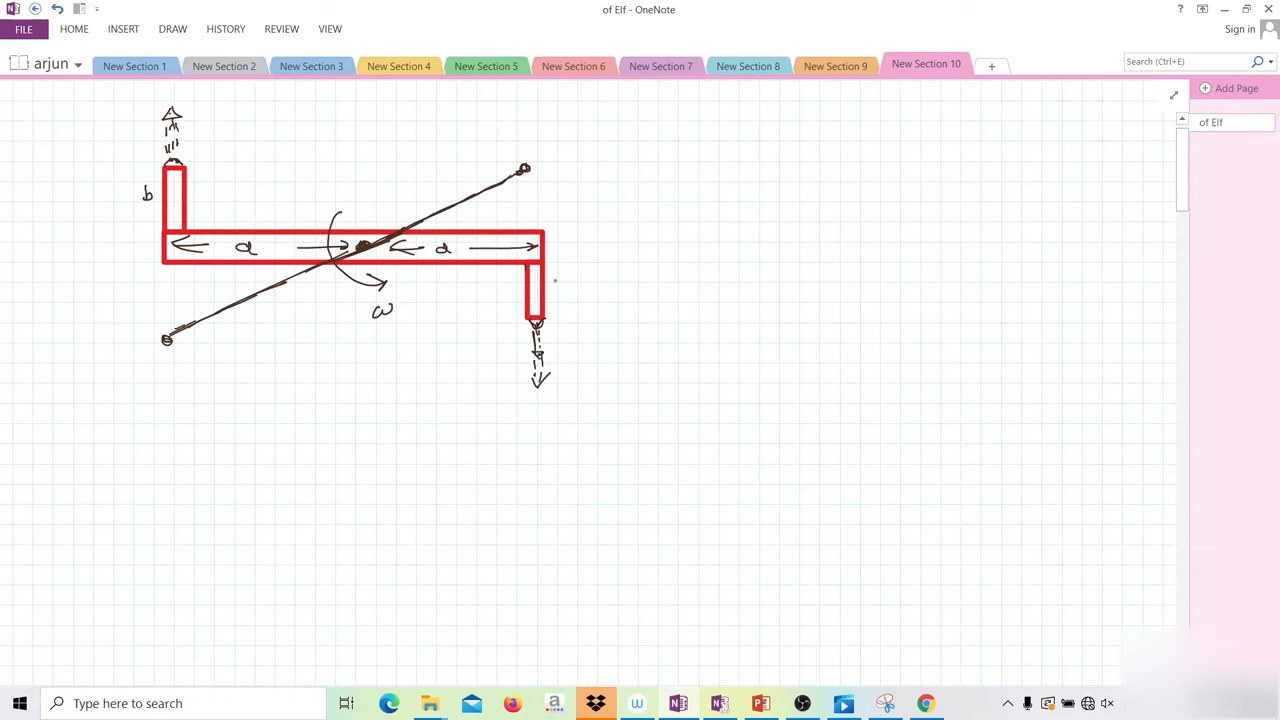 of Elf - OneNote
FILE HOME INSERT DRAW HISTORY REVIEW VIEW
Sign in
arjun New Section 1 New Section 2 New Section 3 New Section 4 New Section 5 New Section 6 New Section 7 New Section 8 New Section 9 New Section 10
Search (Ctrl+E)
Add Page
of Elf
b
a a
ω
Type here to search